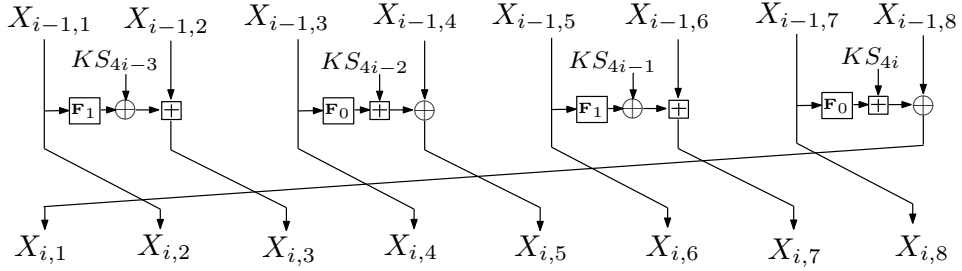 X_{i-1,1} X_{i-1,2} X_{i-1,3} X_{i-1,4} X_{i-1,5} X_{i-1,6} X_{i-1,7} X_{i-1,8}
KS_{4i-3} KS_{4i-2} KS_{4i-1} KS_{4i}
F_1 + + F_0 + + F_1 + + F_0 + +
X_{i,1} X_{i,2} X_{i,3} X_{i,4} X_{i,5} X_{i,6} X_{i,7} X_{i,8}